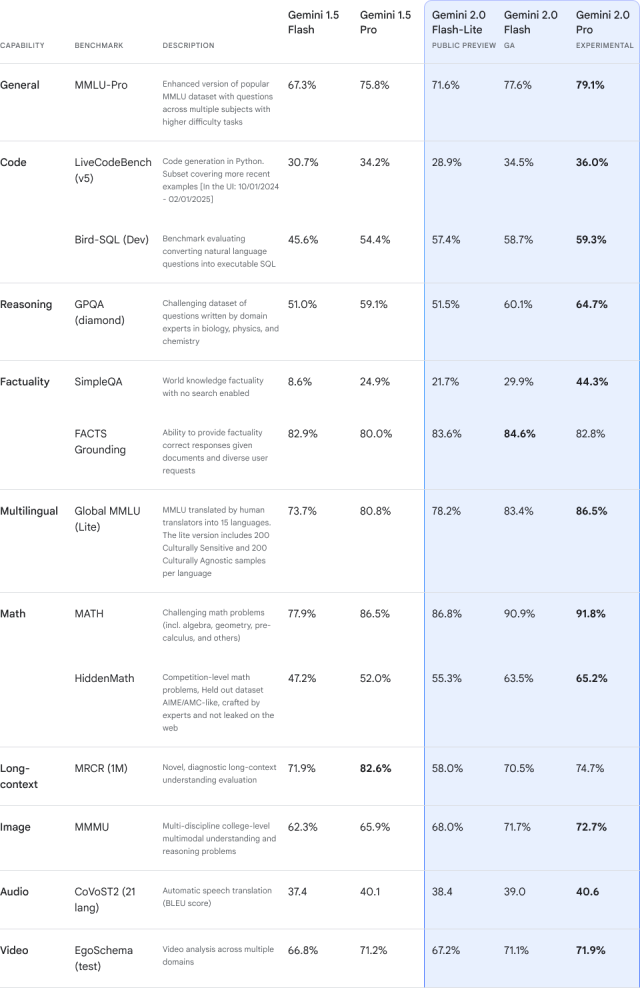 CAPABILITY BENCHMARK DESCRIPTION Gemini 1.5 Flash Gemini 1.5 Pro Gemini 2.0 Flash-Lite PUBLIC PREVIEW Gemini 2.0 Flash GA Gemini 2.0 Pro EXPERIMENTAL
General MMLU-Pro Enhanced version of popular 67.3% 75.8% 71.6% 77.6% 79.1%
MMLU dataset with questions
across multiple subjects with
higher difficulty tasks
Code LiveCodeBench Code generation in Python. 30.7% 34.2% 28.9% 34.5% 36.0%
(v5) Subset covering more recent
examples [In the UI: 10/01/2024
- 02/01/2025]
Bird-SQL (Dev) Benchmark evaluating 45.6% 54.4% 57.4% 58.7% 59.3%
converting natural language
questions into executable SQL
Reasoning GPQA Challenging dataset of 51.0% 59.1% 51.5% 60.1% 64.7%
(diamond) questions written by domain
experts in biology, physics, and
chemistry
Factuality SimpleQA World knowledge factuality 8.6% 24.9% 21.7% 29.9% 44.3%
with no search enabled
FACTS Ability to provide factuality 82.9% 80.0% 83.6% 84.6% 82.8%
Grounding correct responses given
documents and diverse user
requests
Multilingual Global MMLU MMLU translated by human 73.7% 80.8% 78.2% 83.4% 86.5%
(Lite) translators into 15 languages.
The lite version includes 200
Culturally Sensitive and 200
Culturally Agnostic samples
per language
Math MATH Challenging math problems 77.9% 86.5% 86.8% 90.9% 91.8%
(incl. algebra, geometry, pre-
calculus, and others)
HiddenMath Competition-level math 47.2% 52.0% 55.3% 63.5% 65.2%
problems, Held out dataset
AIME/AMC-like, crafted by
experts and not leaked on the
web
Long- MRCR (1M) Novel, diagnostic long-context 71.9% 82.6% 58.0% 70.5% 74.7%
context understanding evaluation
Image MMMU Multi-discipline college-level 62.3% 65.9% 68.0% 71.7% 72.7%
multimodal understanding and
reasoning problems
Audio CoVoST2 (21 Automatic speech translation 37.4 40.1 38.4 39.0 40.6
lang) (BLEU score)
Video EgoSchema Video analysis across multiple 66.8% 71.2% 67.2% 71.1% 71.9%
(test) domains